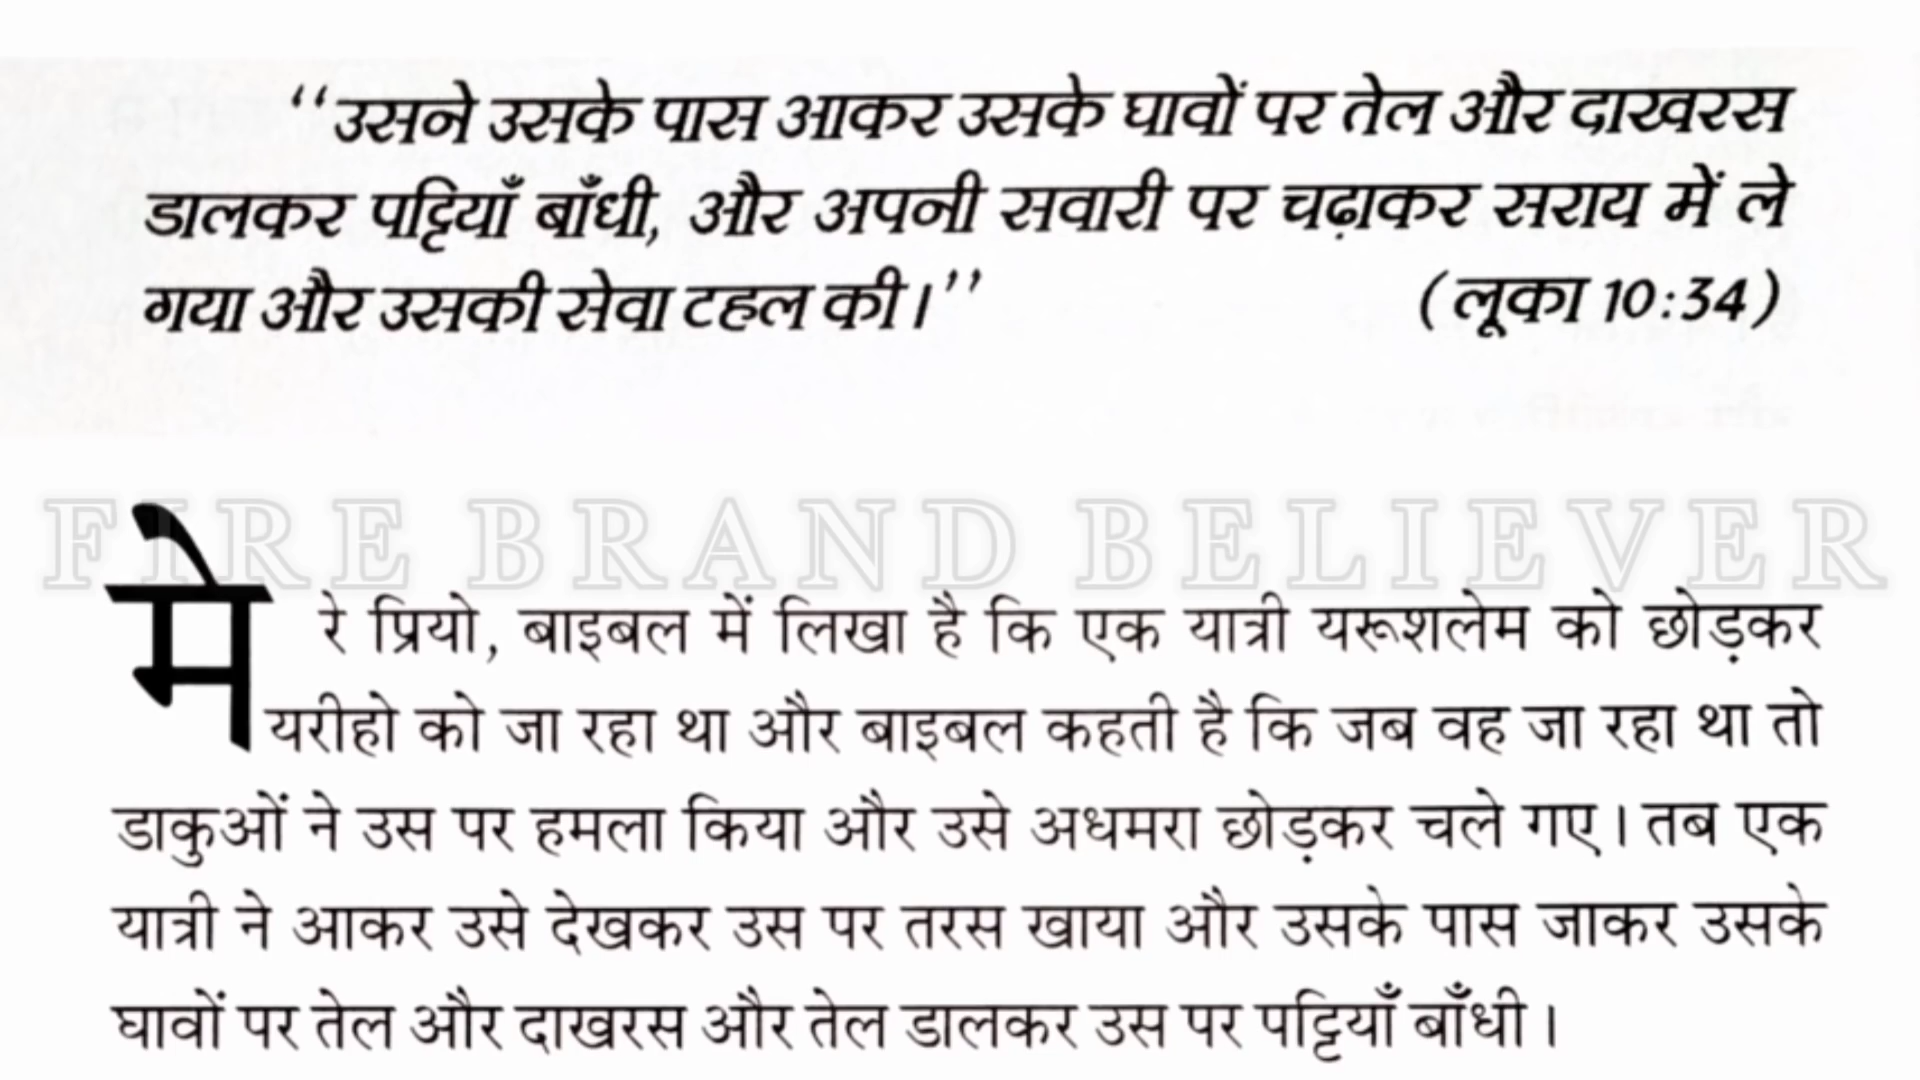 ‘‘उसने उसके पास आकर उसके घावों पर तेल और दाखरस
डालकर पट्टियाँ बाँधी, और अपनी सवारी पर चढ़ाकर सराय में ले
गया और उसकी सेवा टहल की।’’ (लूका 10:34)
FIRE BRAND BELIEVER
मेरे प्रियो, बाइबल में लिखा है कि एक यात्री यरूशलेम को छोड़कर
यरीहो को जा रहा था और बाइबल कहती है कि जब वह जा रहा था तो
डाकुओं ने उस पर हमला किया और उसे अधमरा छोड़कर चले गए। तब एक
यात्री ने आकर उसे देखकर उस पर तरस खाया और उसके पास जाकर उसके
घावों पर तेल और दाखरस और तेल डालकर उस पर पट्टियाँ बाँधी।